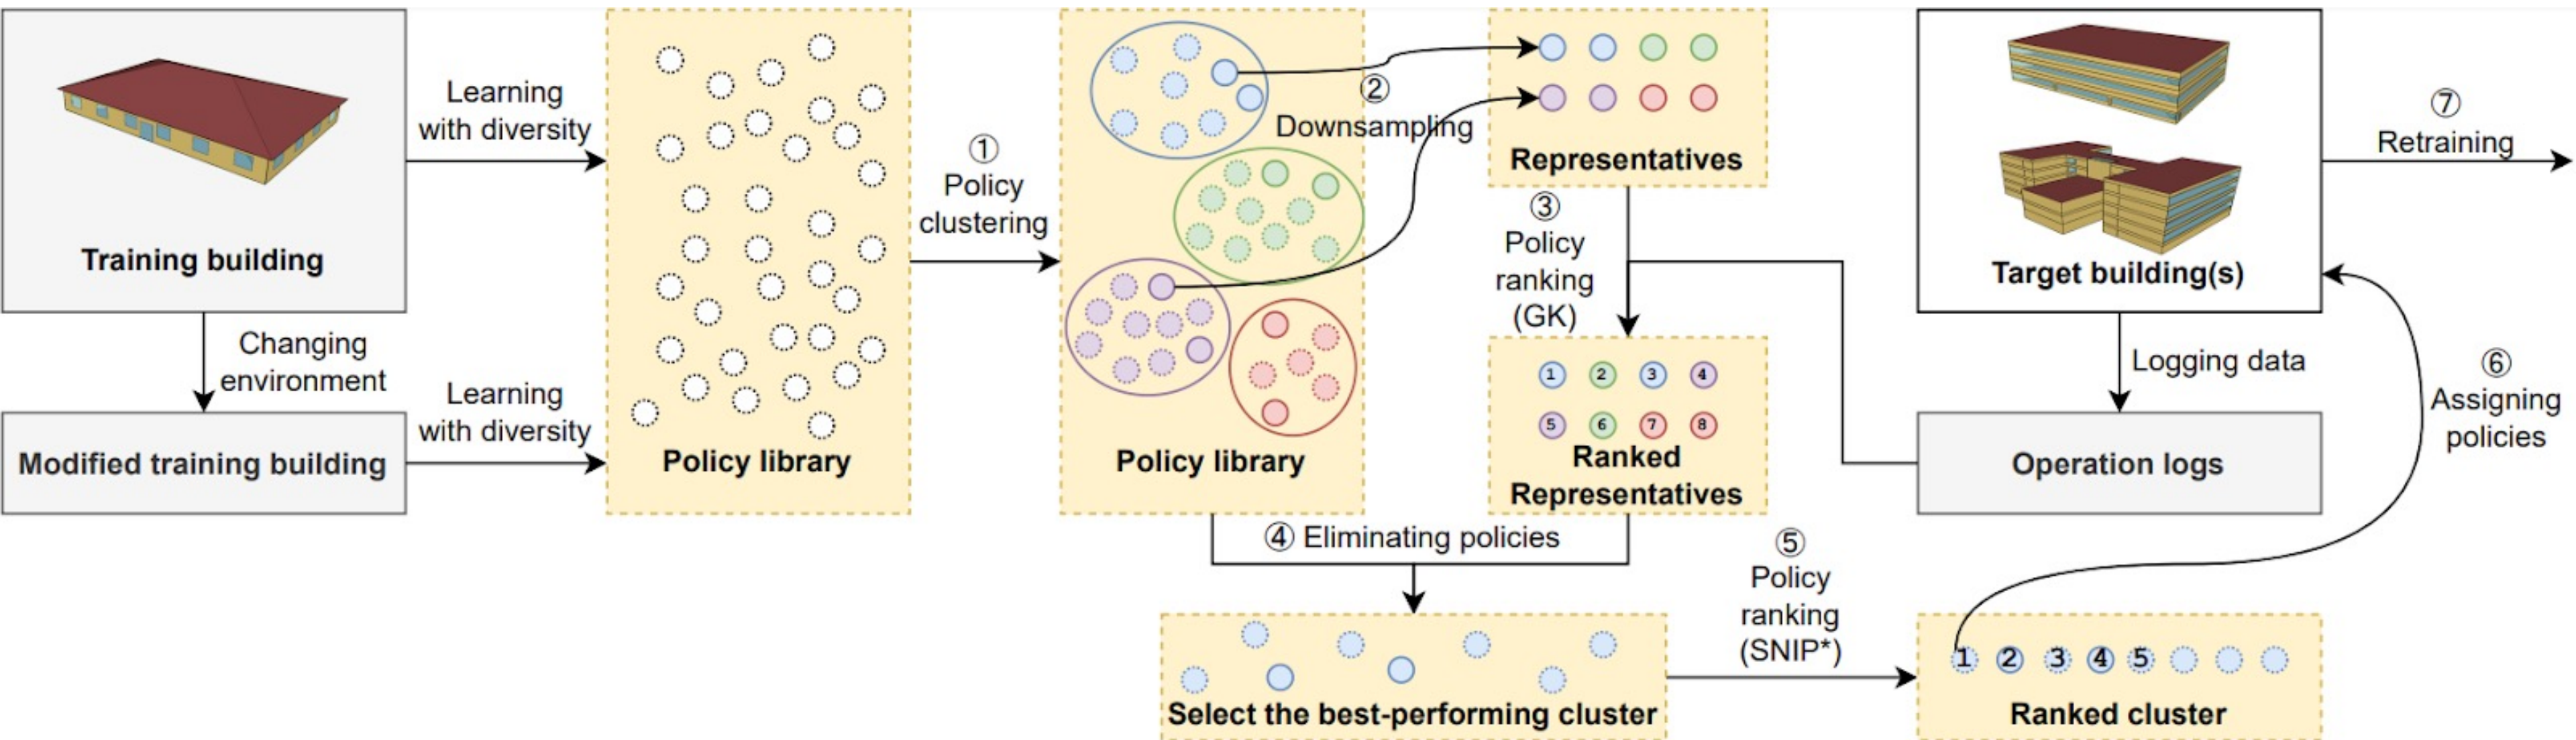 Training building
Changing
environment
Modified training building
Learning
with diversity
Learning
with diversity
Policy library
①
Policy
clustering
Policy library
②
Downsampling
Representatives
③
Policy
ranking
(GK)
1 2 3 4
5 6 7 8
Ranked
Representatives
④ Eliminating policies
Select the best-performing cluster
⑤
Policy
ranking
(SNIP*)
1 2 3 4 5
Ranked cluster
Target building(s)
Logging data
Operation logs
⑥
Assigning
policies
⑦
Retraining